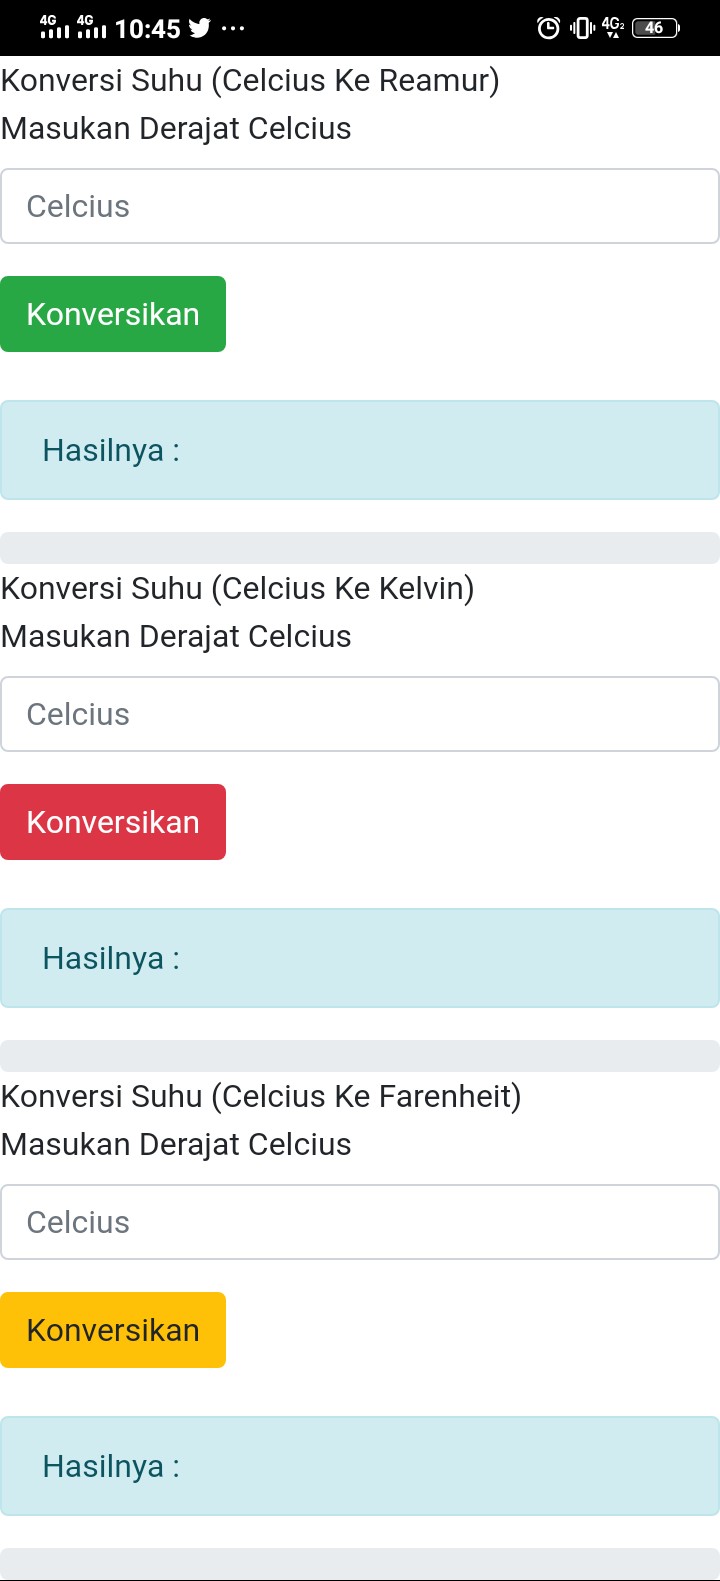 4G 4G 10:45 ... 4G2 46
Konversi Suhu (Celcius Ke Reamur)
Masukan Derajat Celcius
Celcius
Konversikan
Hasilnya :
Konversi Suhu (Celcius Ke Kelvin)
Masukan Derajat Celcius
Celcius
Konversikan
Hasilnya :
Konversi Suhu (Celcius Ke Farenheit)
Masukan Derajat Celcius
Celcius
Konversikan
Hasilnya :